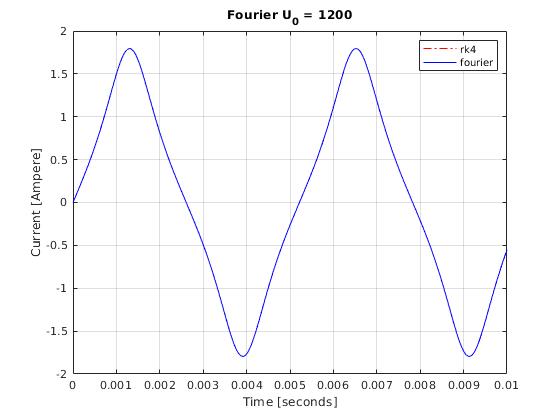 Fourier U0 = 1200
rk4
fourier
2
1.5
1
0.5
0
-0.5
-1
-1.5
-2
Current [Ampere]
0 0.001 0.002 0.003 0.004 0.005 0.006 0.007 0.008 0.009 0.01
Time [seconds]